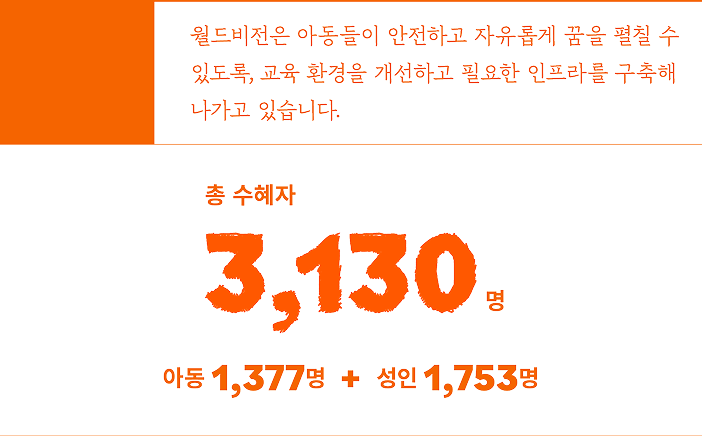 월드비전은 아동들이 안전하고 자유롭게 꿈을 펼칠 수
있도록, 교육 환경을 개선하고 필요한 인프라를 구축해
나가고 있습니다.
총 수혜자
3,130 명
아동 1,377명 + 성인 1,753명